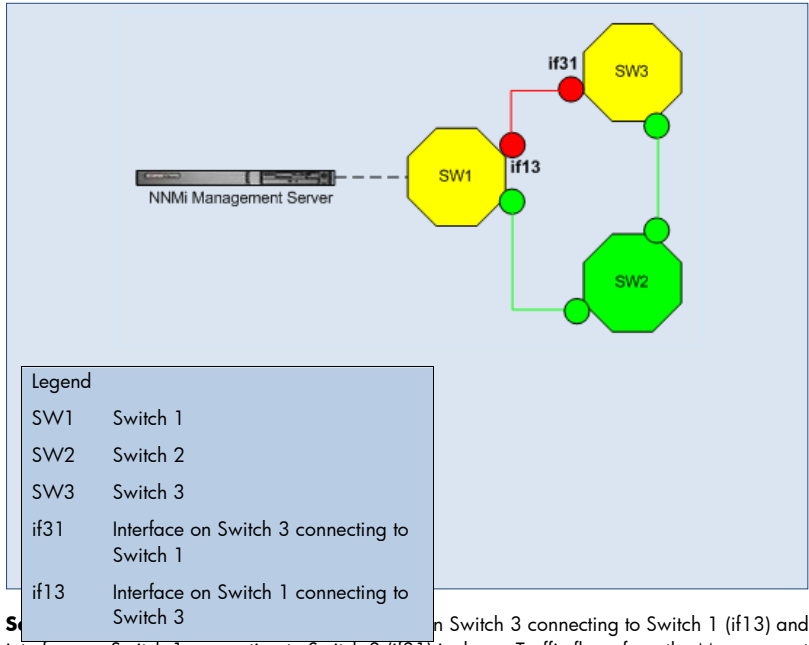 if31
SW3
SW1
if13
NNMi Management Server
SW2
Legend
SW1 Switch 1
SW2 Switch 2
SW3 Switch 3
if31 Interface on Switch 3 connecting to
Switch 1
if13 Interface on Switch 1 connecting to
Switch 3
n Switch 3 connecting to Switch 1 (if13) and